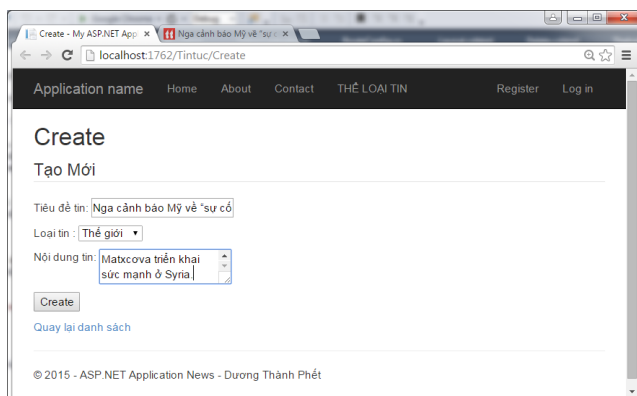 Create - My ASP.NET App
Nga cảnh báo Mỹ về "sự c
localhost:1762/Tintuc/Create
Application name Home About Contact THỂ LOẠI TIN Register Log in
Create
Tạo Mới
Tiêu đề tin: Nga cảnh báo Mỹ về "sự cố
Loại tin : Thế giới
Nội dung tin: Matxcova triển khai
sức mạnh ở Syria.
Create
Quay lại danh sách
© 2015 - ASP.NET Application News - Dương Thành Phết